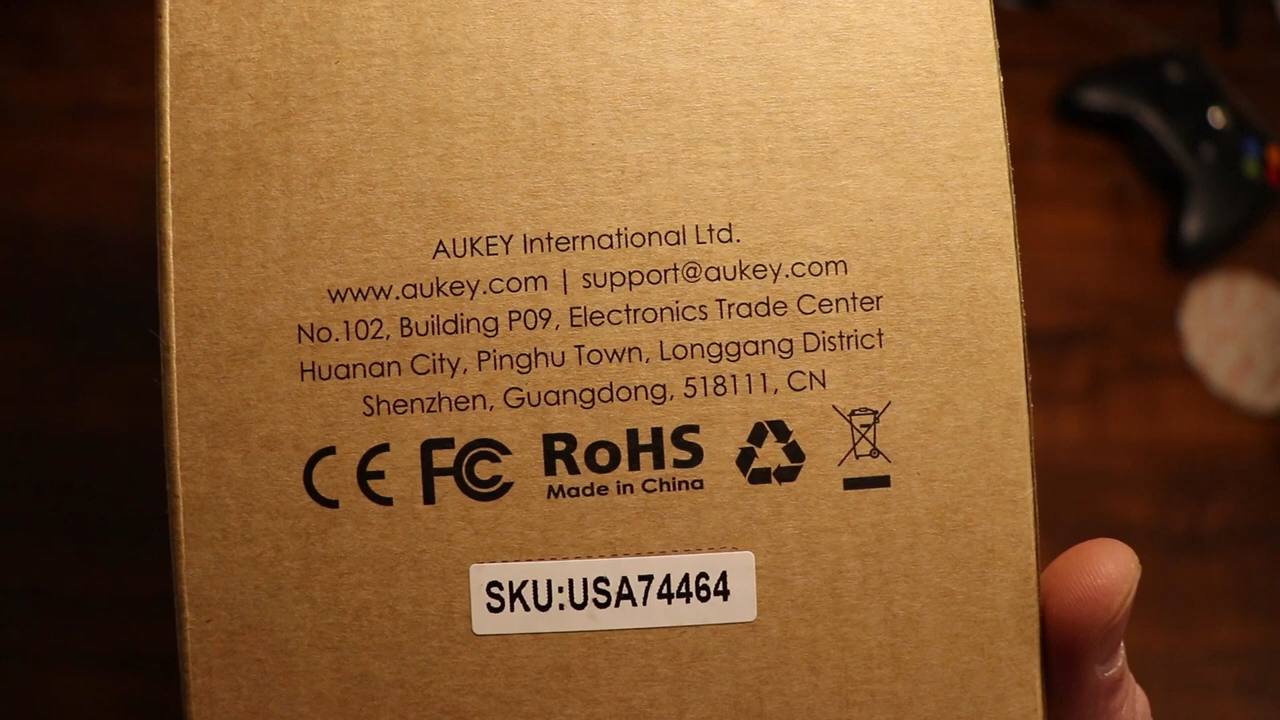 AUKEY International Ltd.
www.aukey.com | support@aukey.com
No.102, Building P09, Electronics Trade Center
Huanan City, Pinghu Town, Longgang District
Shenzhen, Guangdong, 518111, CN
CE FC RoHS
Made in China
SKU:USA74464